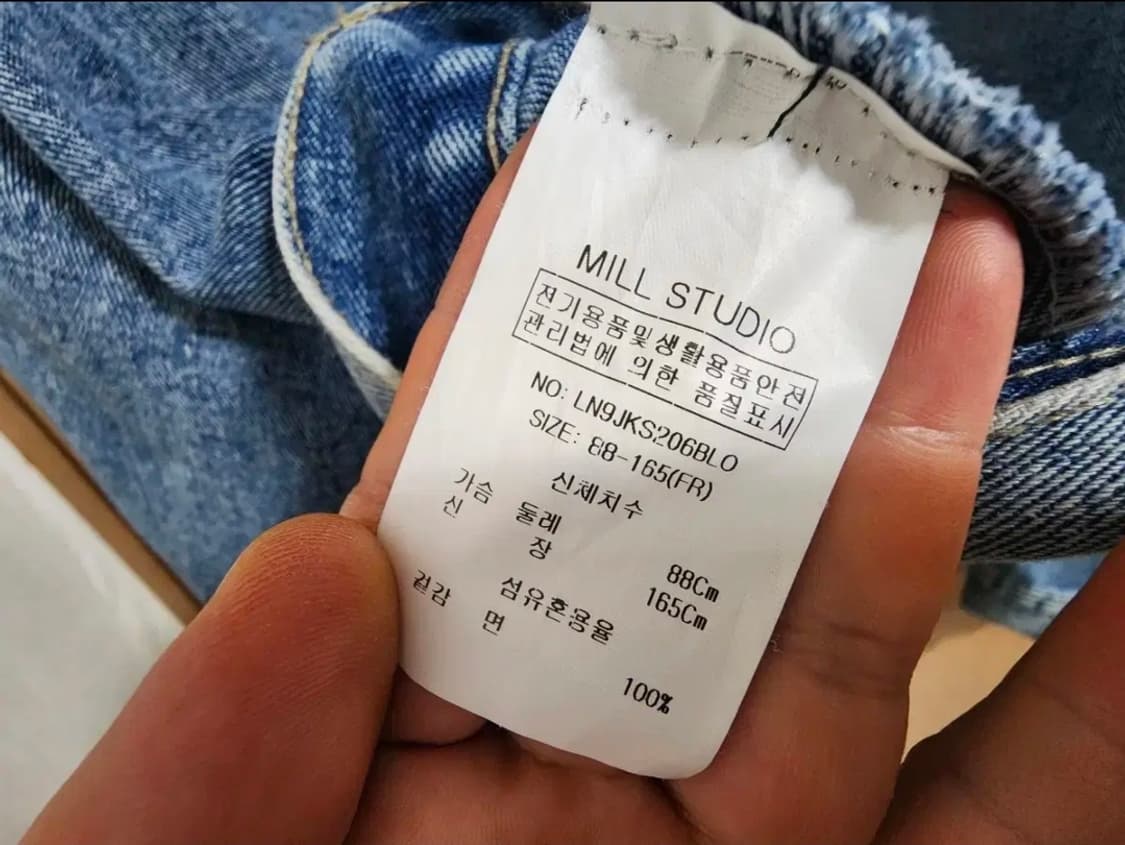 MILL STUDIO
전기용품및생활용품안전
관리법에 의한 품질표시
NO: LN9JKS206BLO
SIZE: 88-165(FR)
신체치수
가슴 둘레 88Cm
신 장 165Cm
섬유혼용율
겉감 면 100%